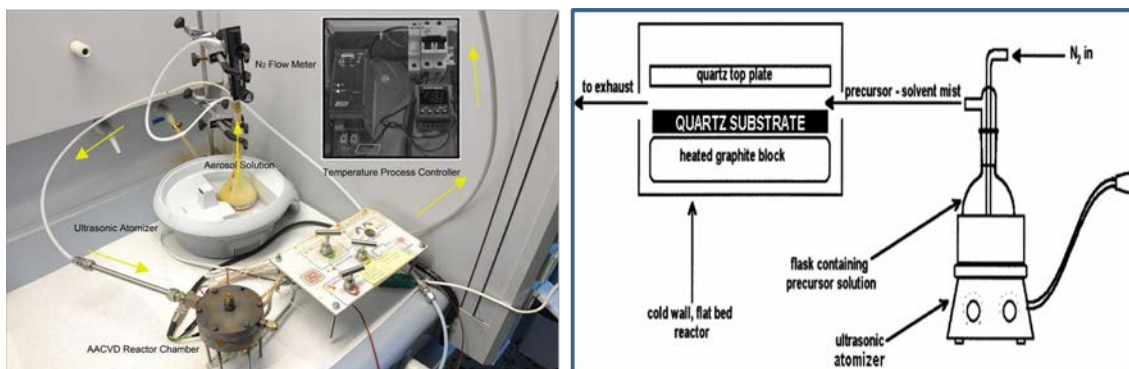 N₂ Flow Meter
Aerosol Solution
Temperature Process Controller
Ultrasonic Atomizer
AACVD Reactor Chamber
N₂ in
quartz top plate
to exhaust
precursor - solvent mist
QUARTZ SUBSTRATE
heated graphite block
flask containing
precursor solution
cold wall, flat bed
reactor
ultrasonic
atomizer